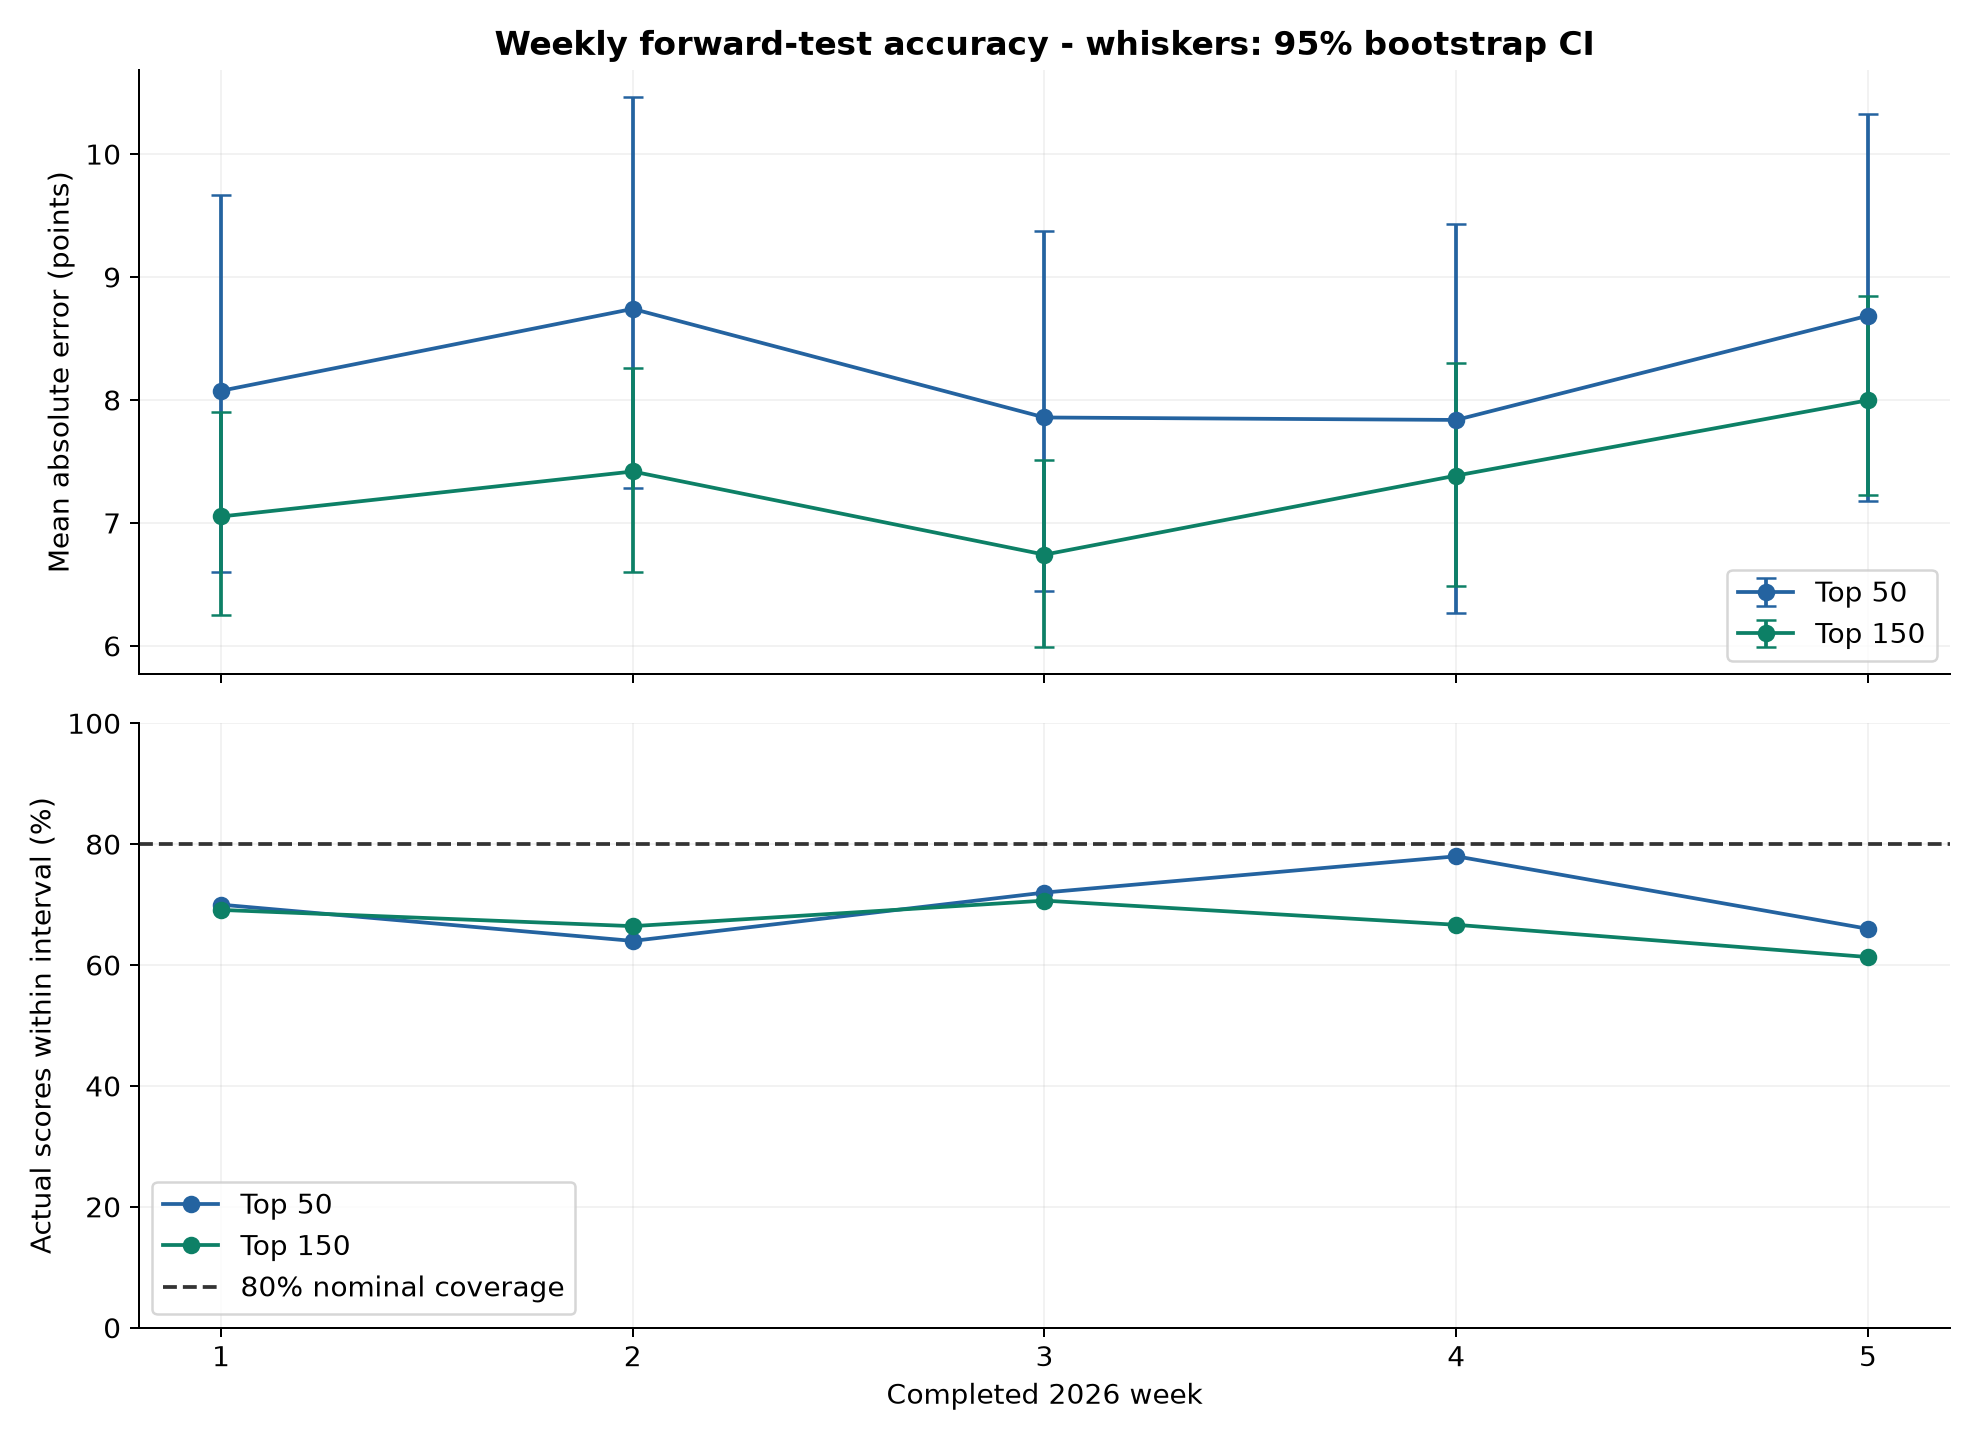 Weekly forward-test accuracy - whiskers: 95% bootstrap CI
Mean absolute error (points)
10
9
8
7
6
Top 50
Top 150
Actual scores within interval (%)
100
80
60
40
20
0
Top 50
Top 150
80% nominal coverage
1 2 3 4 5
Completed 2026 week